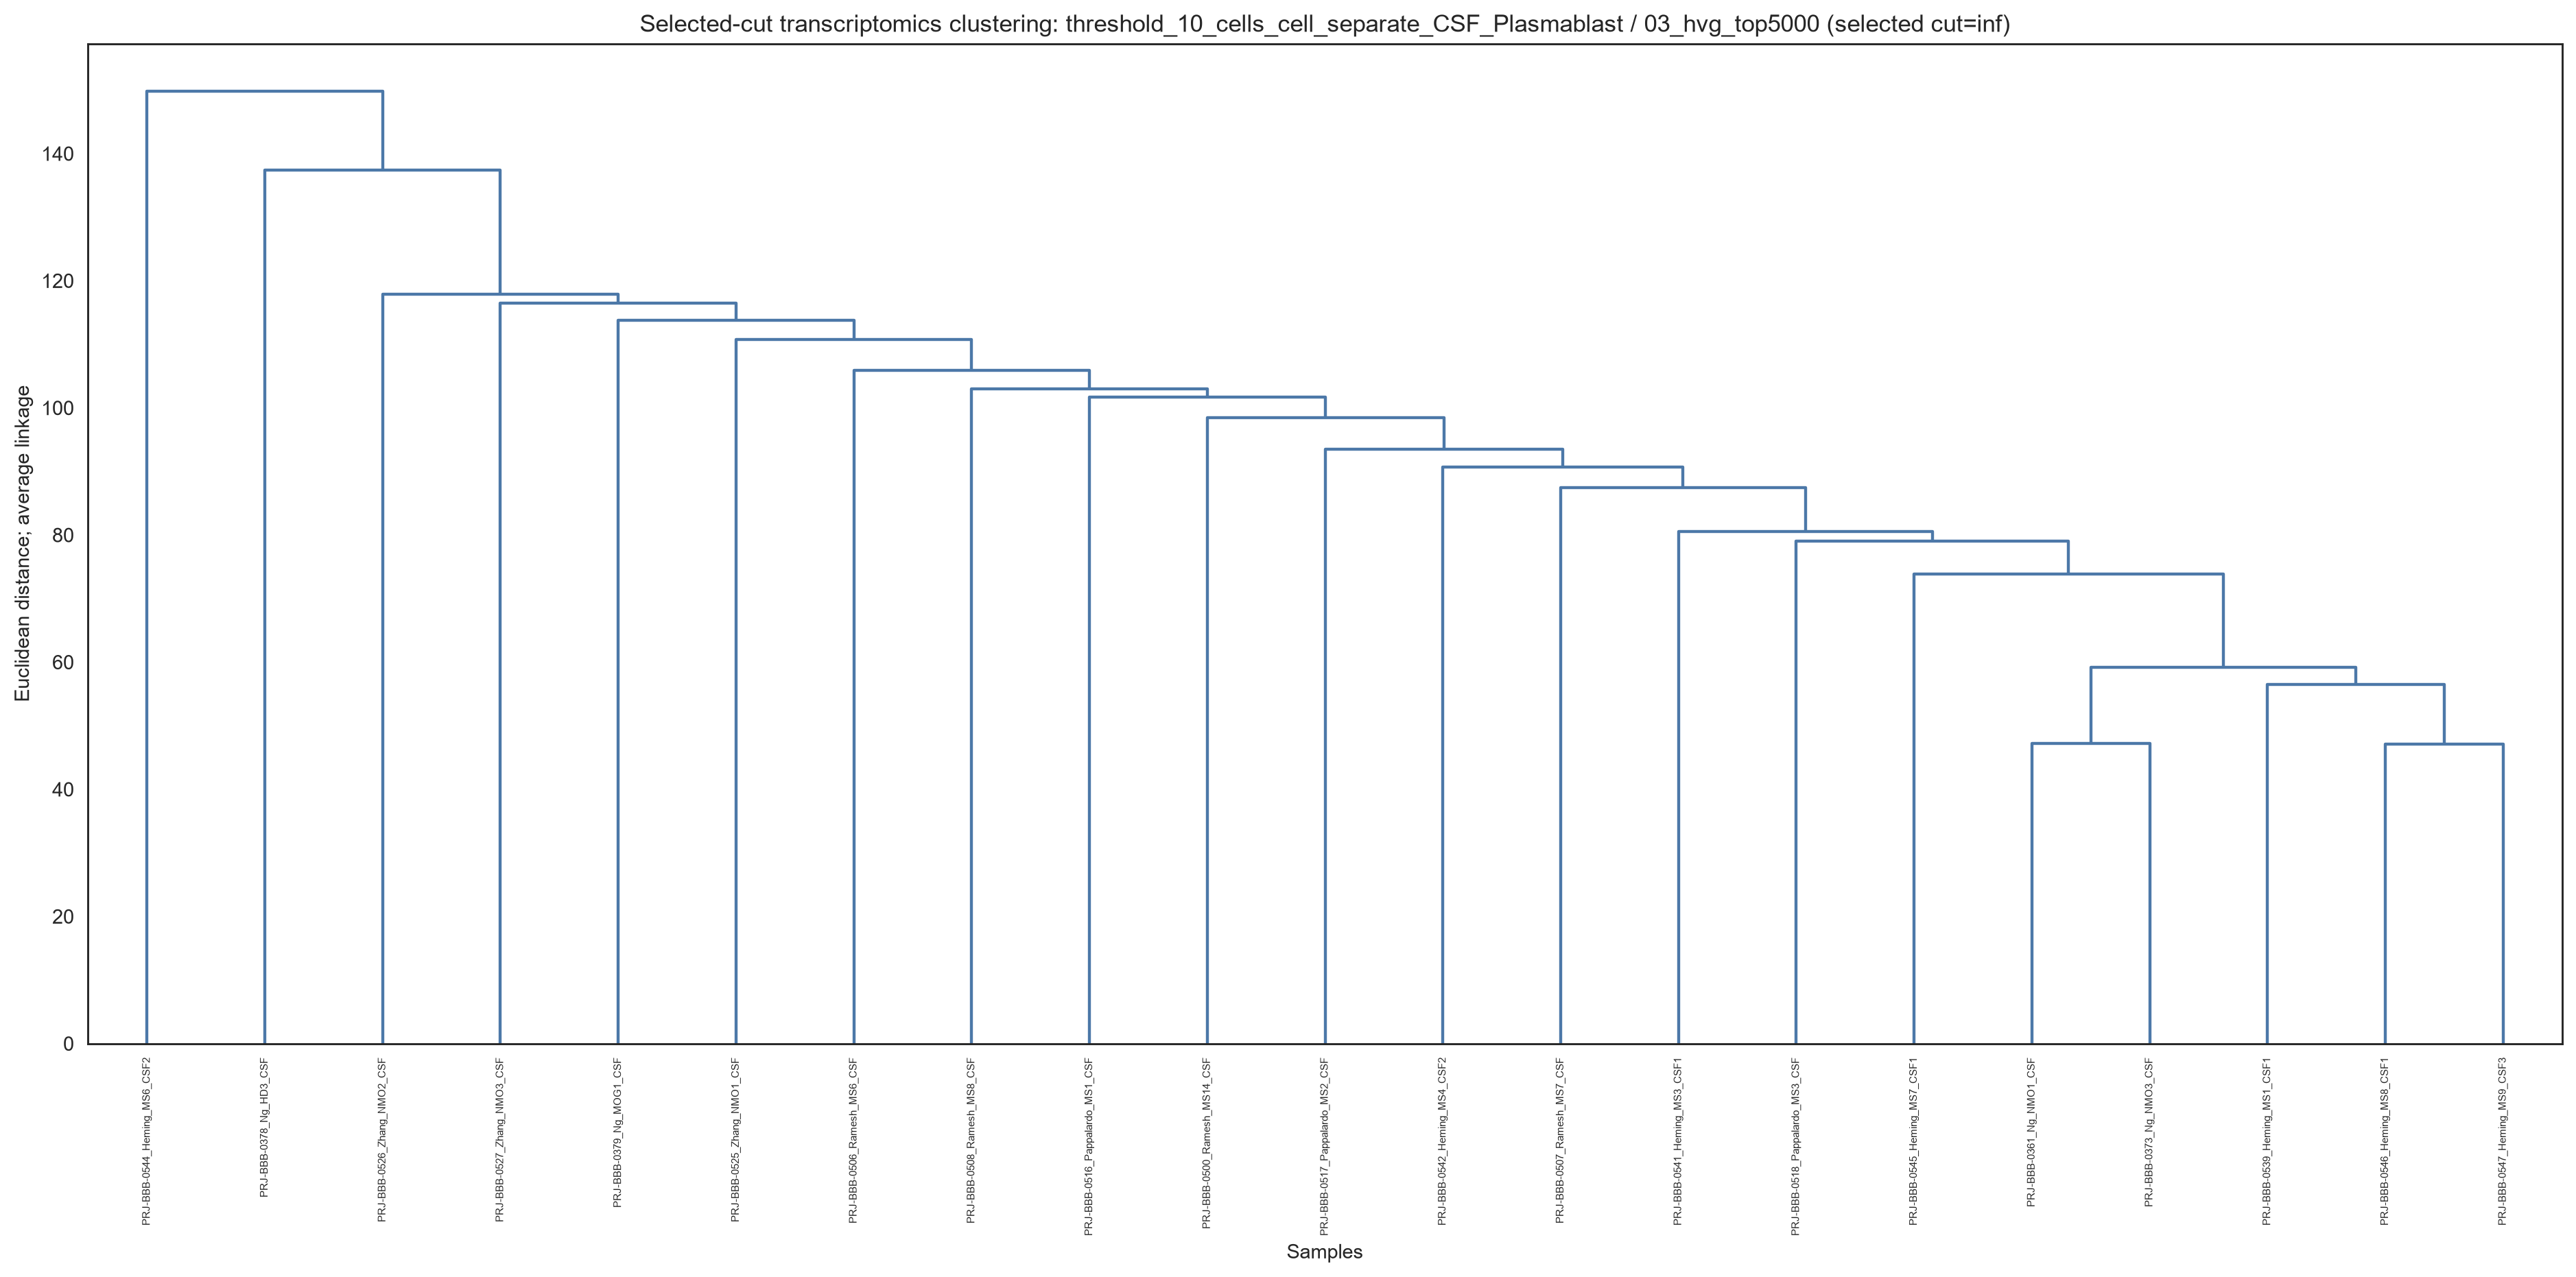 Selected-cut transcriptomics clustering: threshold_10_cells_cell_separate_CSF_Plasmablast / 03_hvg_top5000 (selected cut=inf)
Euclidean distance; average linkage
140
120
100
80
60
40
20
0
PRJ-BBB-0544_Heming_MS6_CSF2
PRJ-BBB-0378_Ng_HD3_CSF
PRJ-BBB-0526_Zhang_NMO2_CSF
PRJ-BBB-0527_Zhang_NMO3_CSF
PRJ-BBB-0379_Ng_MOG1_CSF
PRJ-BBB-0525_Zhang_NMO1_CSF
PRJ-BBB-0506_Ramesh_MS6_CSF
PRJ-BBB-0508_Ramesh_MS8_CSF
PRJ-BBB-0516_Pappalardo_MS1_CSF
PRJ-BBB-0500_Ramesh_MS14_CSF
PRJ-BBB-0517_Pappalardo_MS2_CSF
PRJ-BBB-0542_Heming_MS4_CSF2
PRJ-BBB-0507_Ramesh_MS7_CSF
PRJ-BBB-0541_Heming_MS3_CSF1
PRJ-BBB-0518_Pappalardo_MS3_CSF
PRJ-BBB-0545_Heming_MS7_CSF1
PRJ-BBB-0361_Ng_NMO1_CSF
PRJ-BBB-0373_Ng_NMO3_CSF
PRJ-BBB-0539_Heming_MS1_CSF1
PRJ-BBB-0546_Heming_MS8_CSF1
PRJ-BBB-0547_Heming_MS9_CSF3
Samples